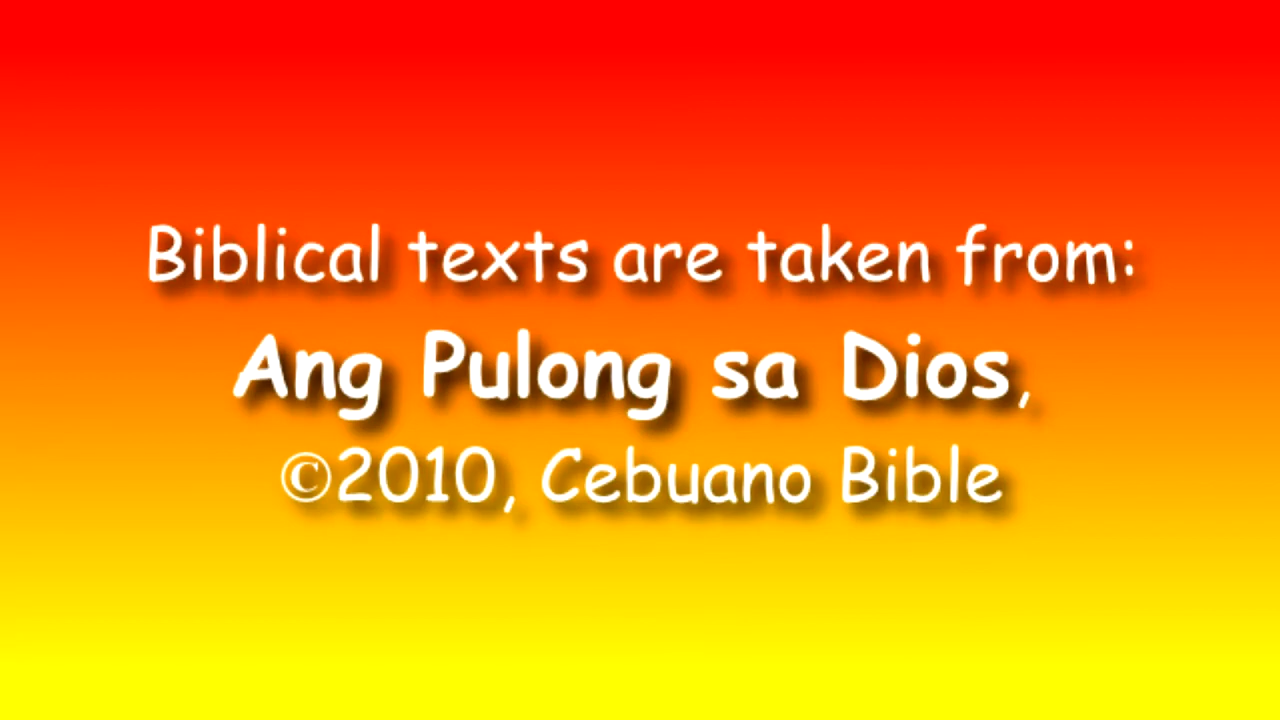 Biblical texts are taken from:
Ang Pulong sa Dios,
©2010, Cebuano Bible